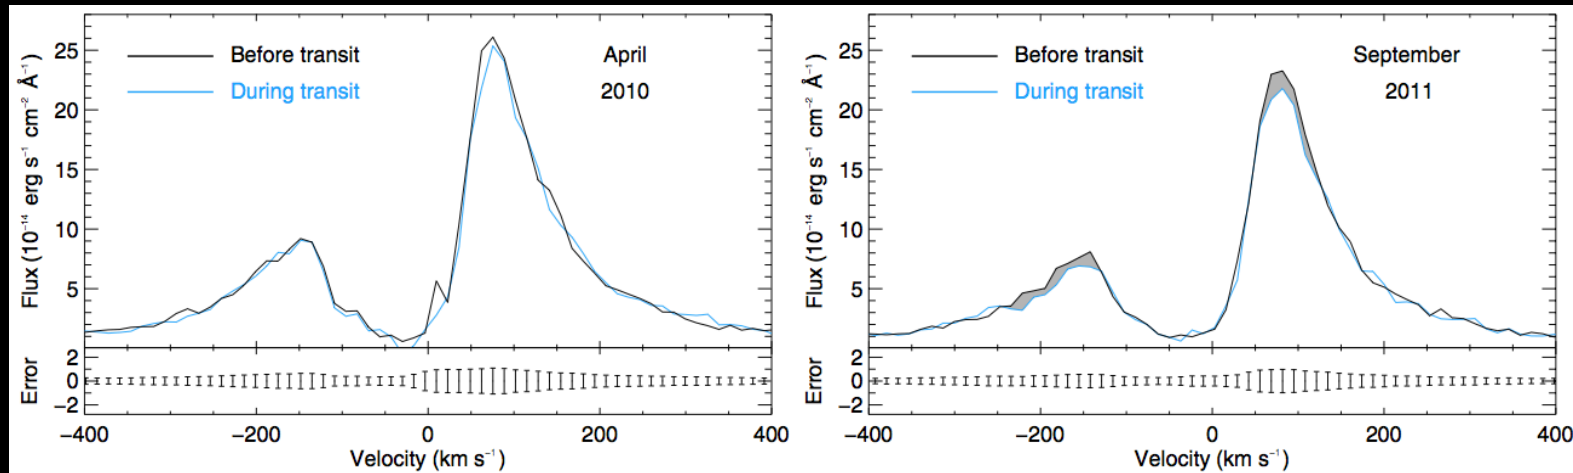 Before transit
April
During transit
2010
Flux (10⁻¹⁴ erg s⁻¹ cm⁻² Å⁻¹)
25
20
15
10
5
Error
2
0
−2
−400 −200 0 200 400
Velocity (km s⁻¹)
Before transit
September
During transit
2011
Flux (10⁻¹⁴ erg s⁻¹ cm⁻² Å⁻¹)
25
20
15
10
5
Error
2
0
−2
−400 −200 0 200 400
Velocity (km s⁻¹)